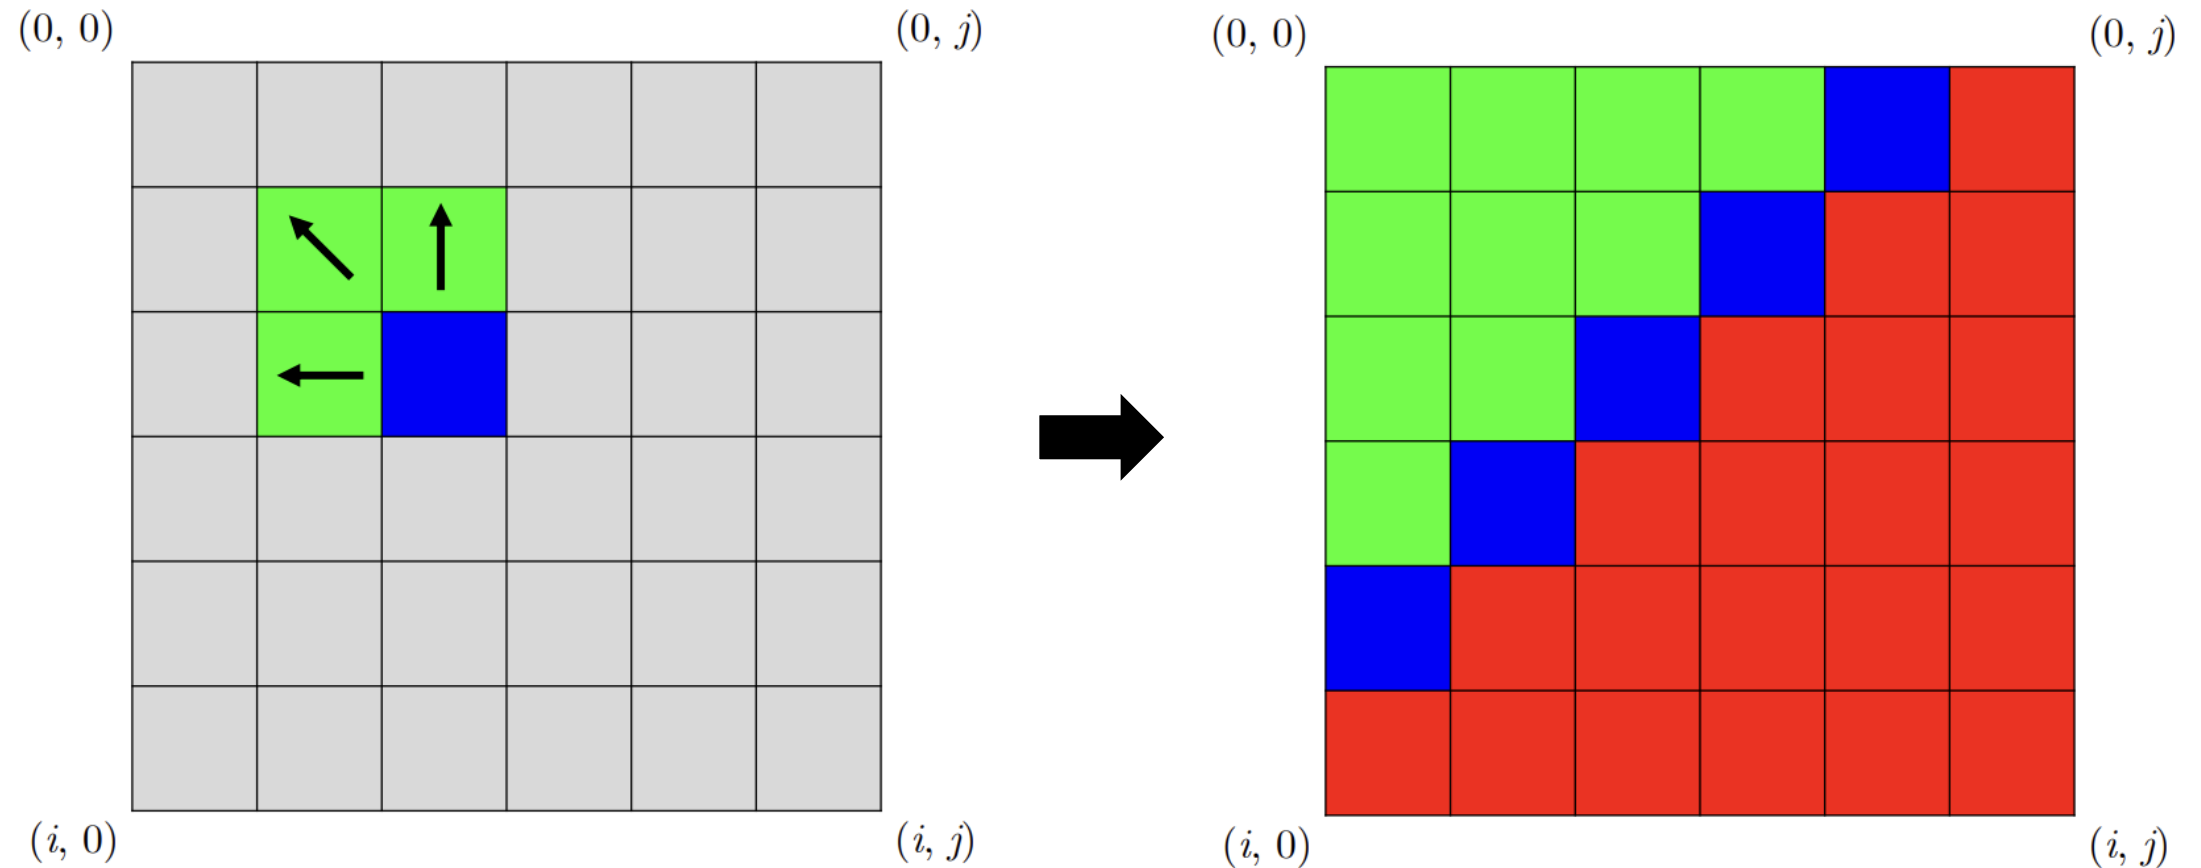 (0, 0)
(0, j)
(i, 0)
(i, j)
(0, 0)
(0, j)
(i, 0)
(i, j)